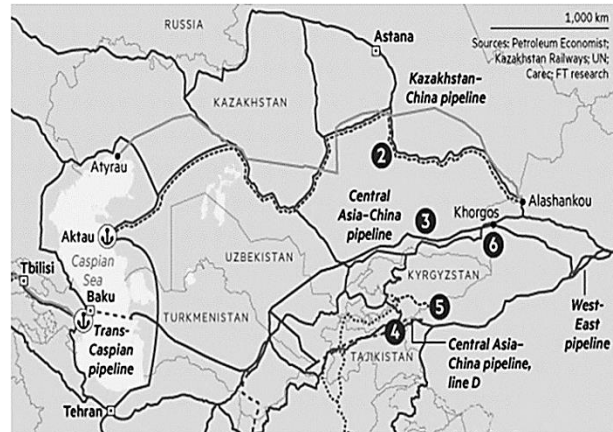 RUSSIA
1,000 km
Astana
Sources: Petroleum Economist;
Kazakhstan Railways; UN;
Carec; FT research
Kazakhstan–
China pipeline
KAZAKHSTAN
2
Atyrau
Central
Asia–China
pipeline
3
Alashankou
Khorgos
6
Aktau
Caspian
Sea
UZBEKISTAN
KYRGYZSTAN
Tbilisi
Baku
5
West-
East
pipeline
TURKMENISTAN
Trans-
Caspian
pipeline
4
TAJIKISTAN
Central Asia–
China pipeline,
line D
Tehran